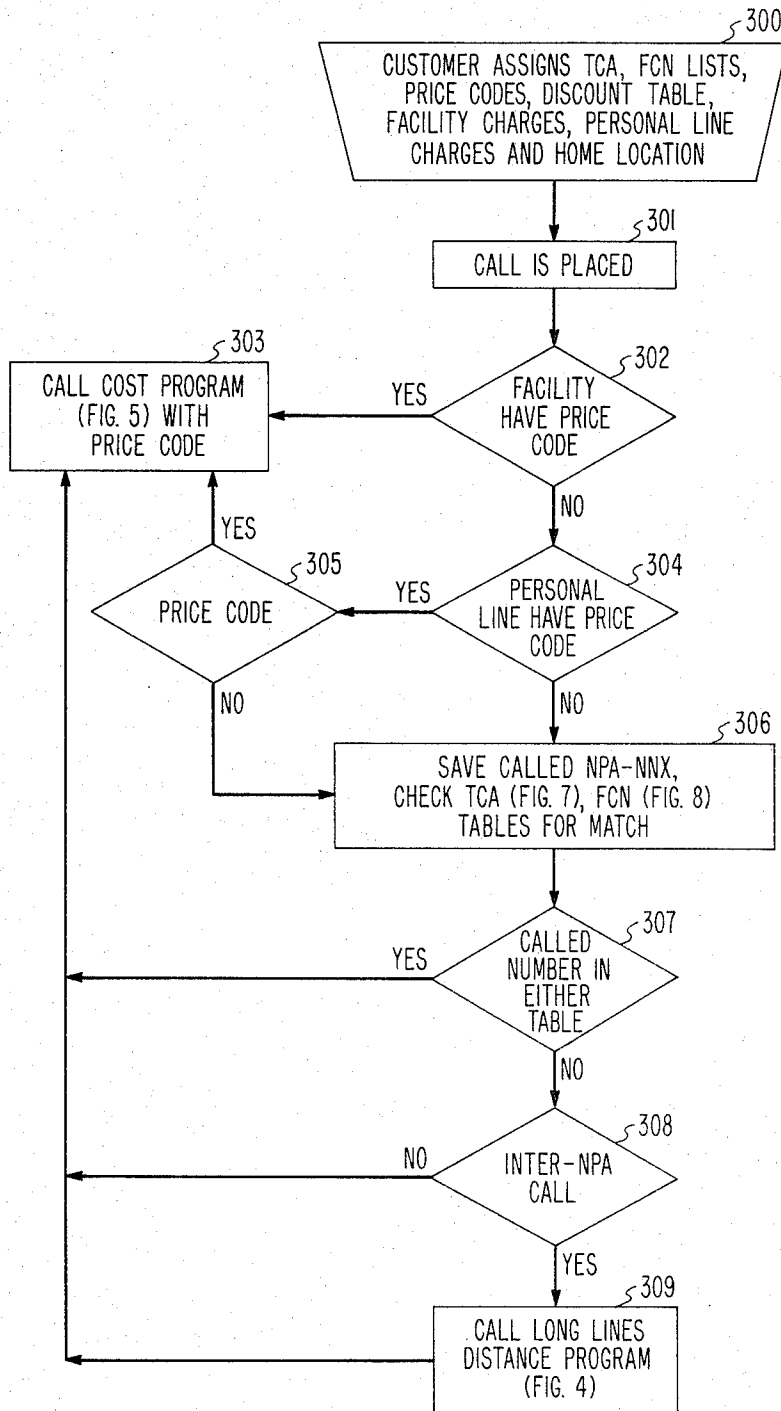 300
CUSTOMER ASSIGNS TCA, FCN LISTS,
PRICE CODES, DISCOUNT TABLE,
FACILITY CHARGES, PERSONAL LINE
CHARGES AND HOME LOCATION
301
CALL IS PLACED
302
FACILITY
HAVE PRICE
CODE
YES
NO
303
CALL COST PROGRAM
(FIG. 5) WITH
PRICE CODE
304
PERSONAL
LINE HAVE PRICE
CODE
YES
NO
305
PRICE CODE
YES
NO
306
SAVE CALLED NPA-NNX,
CHECK TCA (FIG. 7), FCN (FIG. 8)
TABLES FOR MATCH
307
CALLED
NUMBER IN
EITHER
TABLE
YES
NO
308
INTER-NPA
CALL
NO
YES
309
CALL LONG LINES
DISTANCE PROGRAM
(FIG. 4)